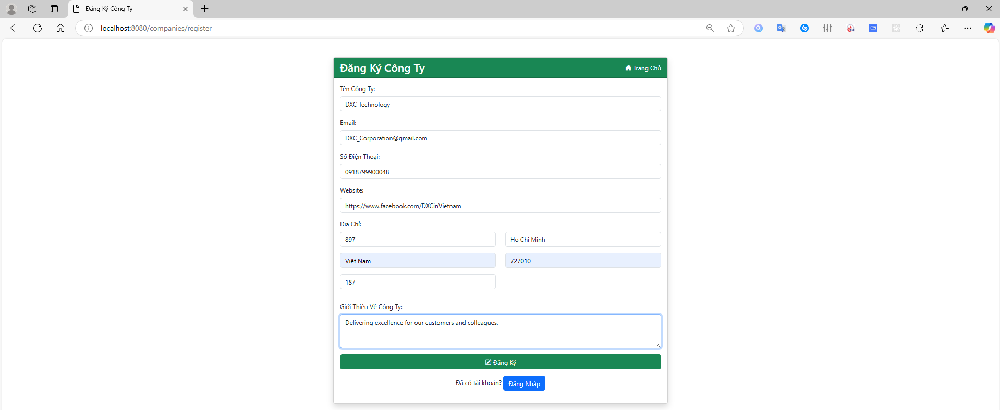 Đăng Ký Công Ty
localhost:8080/companies/register
Đăng Ký Công Ty
Trang Chủ
Tên Công Ty:
DXC Technology
Email:
DXC_Corporation@gmail.com
Số Điện Thoại:
0918799900048
Website:
https://www.facebook.com/DXCinVietnam
Địa Chỉ:
897
Ho Chi Minh
Việt Nam
727010
187
Giới Thiệu Về Công Ty:
Delivering excellence for our customers and colleagues.
Đăng Ký
Đã có tài khoản? Đăng Nhập